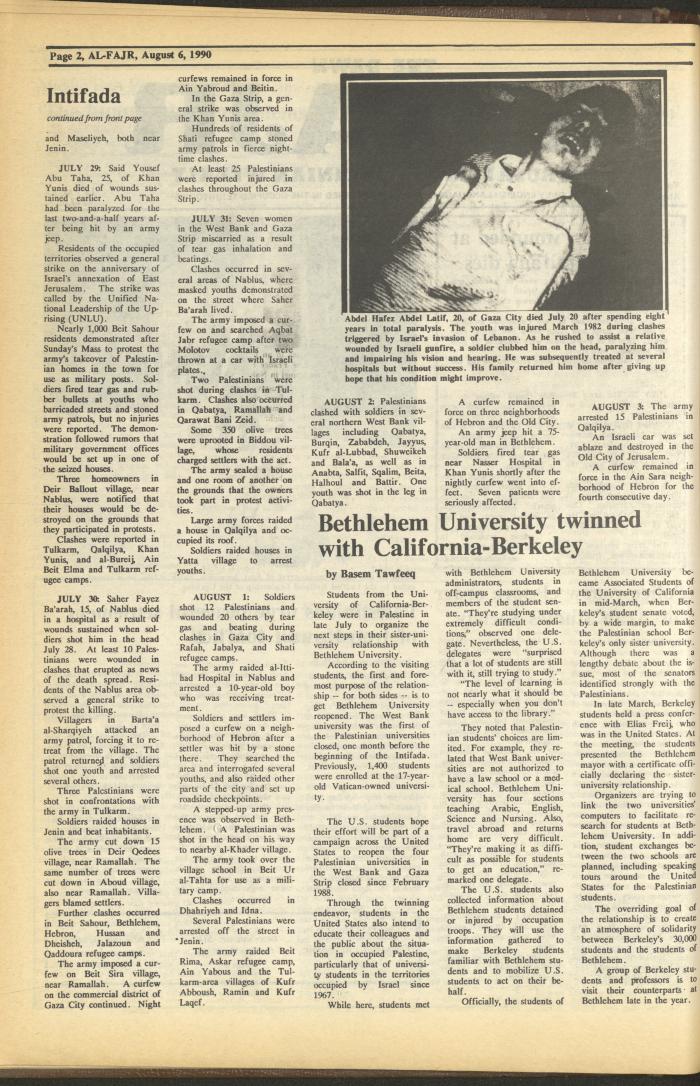 Page 2, AL-FAJR, August 6, 1990
Intifada
continued from front page
and Maseliyeh, both near
Jenin.
JULY 29: Said Yousef
Abu Taha, 25, of Khan
Yunis died of wounds sus-
tained earlier. Abu Taha
had been paralyzed for the
last two-and-a-half years af-
ter being hit by an army
jeep.
Residents of the occupied
territories observed a general
strike on the anniversary of
Israel's annexation of East
Jerusalem. The strike was
called by the Unified Na-
tional Leadership of the Up-
rising (UNLU).
Nearly 1,000 Beit Sahour
residents demonstrated after
Sunday's Mass to protest the
army's takeover of Palestin-
ian homes in the town for
use as military posts. Sol-
diers fired tear gas and rub-
ber bullets at youths who
barricaded streets and stoned
army patrols, but no injuries
were reported. The demon-
stration followed rumors that
military government offices
would be set up in one of
the seized houses.
Three homeowners in
Deir Ballout village, near
Nablus, were notified that
their houses would be de-
stroyed on the grounds that
they participated in protests.
Clashes were reported in
Tulkarm, Qalqilya, Khan
Yunis, and al-Bureij, Ain
Beit Elma and Tulkarm ref-
ugee camps.
JULY 30: Saher Fayez
Ba'arah, 15, of Nablus died
in a hospital as a result of
wounds sustained when sol-
diers shot him in the head
July 28. At least 10 Pales-
tinians were wounded in
clashes that erupted as news
of the death spread. Resi-
dents of the Nablus area ob-
served a general strike to
protest the killing.
Villagers in Barta'a
al-Sharqiyeh attacked an
army patrol, forcing it to re-
treat from the village. The
patrol returned and soldiers
shot one youth and arrested
several others.
Three Palestinians were
shot in confrontations with
the army in Tulkarm.
Soldiers raided houses in
Jenin and beat inhabitants.
The army cut down 15
olive trees in Deir Qedees
village, near Ramallah. The
same number of trees were
cut down in Aboud village,
also near Ramallah. Villa-
gers blamed settlers.
Further clashes occurred
in Beit Sahour, Bethlehem,
Hebron, Hussan and
Dheisheh, Jalazoun and
Qaddoura refugee camps.
The army imposed a cur-
few on Beit Sira village,
near Ramallah. A curfew
on the commercial district of
Gaza City continued. Night
curfews remained in force in
Ain Yabroud and Beitin.
In the Gaza Strip, a gen-
eral strike was observed in
the Khan Yunis area.
Hundreds of residents of
Shati refugee camp stoned
army patrols in fierce night-
time clashes.
At least 25 Palestinians
were reported injured in
clashes throughout the Gaza
Strip.
JULY 31: Seven women
in the West Bank and Gaza
Strip miscarried as a result
of tear gas inhalation and
beatings.
Clashes occurred in sev-
eral areas of Nablus, where
masked youths demonstrated
on the street where Saher
Ba'arah lived.
The army imposed a cur-
few on and searched Aqbat
Jabr refugee camp after two
Molotov cocktails were
thrown at a car with Israeli
plates.,
Two Palestinians were
shot during clashes in Tul-
karm. Clashes also occurred
in Qabatya, Ramallah and
Qarawat Bani Zeid.
Some 350 olive trees
were uprooted in Biddou vil-
lage, whose residents
charged settlers with the act.
The army sealed a house
and one room of another on
the grounds that the owners
took part in protest activi-
ties.
Large army forces raided
a house in Qalqilya and oc-
cupied its roof.
Soldiers raided houses in
Yatta village to arrest
youths.
AUGUST 1: Soldiers
shot 12 Palestinians and
wounded 20 others by tear
gas and beating during
clashes in Gaza City and
Rafah, Jabalya, and Shati
refugee camps.
The army raided al-Itti-
had Hospital in Nablus and
arrested a 10-year-old boy
who was receiving treat-
ment.
Soldiers and settlers im-
posed a curfew on a neigh-
borhood of Hebron after a
settler was hit by a stone
there. They searched the
area and interrogated several
youths, and also raided other
parts of the city and set up
roadside checkpoints.
A stepped-up army pres-
ence was observed in Beth-
lehem. A Palestinian was
shot in the head on his way
to nearby al-Khader village.
The army took over the
village school in Beit Ur
al-Tahta for use as a mili-
tary camp.
Clashes occurred in
Dhahriyeh and Idna.
Several Palestinians were
arrested off the street in
Jenin.
The army raided Beit
Rima, Askar refugee camp,
Ain Yabous and the Tul-
karm-area villages of Kufr
Abboush, Ramin and Kufr
Laqef.
Abdel Hafez Abdel Latif, 20, of Gaza City died July 20 after spending eight
years in total paralysis. The youth was injured March 1982 during clashes
triggered by Israel's invasion of Lebanon. As he rushed to assist a relative
wounded by Israeli gunfire, a soldier clubbed him on the head, paralyzing him
and impairing his vision and hearing. He was subsequently treated at several
hospitals but without success. His family returned him home after giving up
hope that his condition might improve.
AUGUST 2: Palestinians
clashed with soldiers in sev-
eral northern West Bank vil-
lages including Qabatya,
Burqin, Zababdeh, Jayyus,
Kufr al-Lubbad, Shuweikeh
and Bala'a, as well as in
Anabta, Salfit, Sqalim, Beita,
Halhoul and Battir. One
youth was shot in the leg in
Qabatya.
A curfew remained in
force on three neighborhoods
of Hebron and the Old City.
An army jeep hit a 75-
year-old man in Bethlehem.
Soldiers fired tear gas
near Nasser Hospital in
Khan Yunis shortly after the
nightly curfew went into ef-
fect. Seven patients were
seriously affected.
AUGUST 3: The army
arrested 15 Palestinians in
Qalqilya.
An Israeli car was set
ablaze and destroyed in the
Old City of Jerusalem.
A curfew remained in
force in the Ain Sara neigh-
borhood of Hebron for the
fourth consecutive day.
Bethlehem University twinned
with California-Berkeley
by Basem Tawfeeq
Students from the Uni-
versity of California-Ber-
keley were in Palestine in
late July to organize the
next steps in their sister-uni-
versity relationship with
Bethlehem University.
According to the visiting
students, the first and fore-
most purpose of the relation-
ship -- for both sides -- is to
get Bethlehem University
reopened. The West Bank
university was the first of
the Palestinian universities
closed, one month before the
beginning of the Intifada.
Previously, 1,400 students
were enrolled at the 17-year-
old Vatican-owned universi-
ty.
The U.S. students hope
their effort will be part of a
campaign across the United
States to reopen the four
Palestinian universities in
the West Bank and Gaza
Strip closed since February
1988.
Through the twinning
endeavor, students in the
United States also intend to
educate their colleagues and
the public about the situa-
tion in occupied Palestine,
particularly that of universi-
ty students in the territories
occupied by Israel since
1967.
While here, students met
with Bethlehem University
administrators, students in
off-campus classrooms, and
members of the student sen-
ate. "They're studying under
extremely difficult condi-
tions," observed one dele-
gate. Nevertheless, the U.S.
delegates were "surprised
that a lot of students are still
with it, still trying to study."
"The level of learning is
not nearly what it should be
-- especially when you don't
have access to the library."
They noted that Palestin-
ian students' choices are lim-
ited. For example, they re-
lated that West Bank univer-
sities are not authorized to
have a law school or a med-
ical school. Bethlehem Uni-
versity has four sections
teaching Arabic, English,
Science and Nursing. Also,
travel abroad and returns
home are very difficult.
"They're making it as diffi-
cult as possible for students
to get an education," re-
marked one delegate.
The U.S. students also
collected information about
Bethlehem students detained
or injured by occupation
troops. They will use the
information gathered to
make Berkeley students
familiar with Bethlehem stu-
dents and to mobilize U.S.
students to act on their be-
half.
Officially, the students of
Bethlehem University be-
came Associated Students of
the University of California
in mid-March, when Ber-
keley's student senate voted,
by a wide margin, to make
the Palestinian school Ber-
keley's only sister university.
Although there was a
lengthy debate about the is-
sue, most of the senators
identified strongly with the
Palestinians.
In late March, Berkeley
students held a press confer-
ence with Elias Freij, who
was in the United States. At
the meeting, the students
presented the Bethlehem
mayor with a certificate offi-
cially declaring the sister-
university relationship.
Organizers are trying to
link the two universities'
computers to facilitate re-
search for students at Beth-
lehem University. In addi-
tion, student exchanges be-
tween the two schools are
planned, including speaking
tours around the United
States for the Palestinian
students.
The overriding goal of
the relationship is to create
an atmosphere of solidarity
between Berkeley's 30,000
students and the students of
Bethlehem.
A group of Berkeley stu-
dents and professors is to
visit their counterparts at
Bethlehem late in the year.